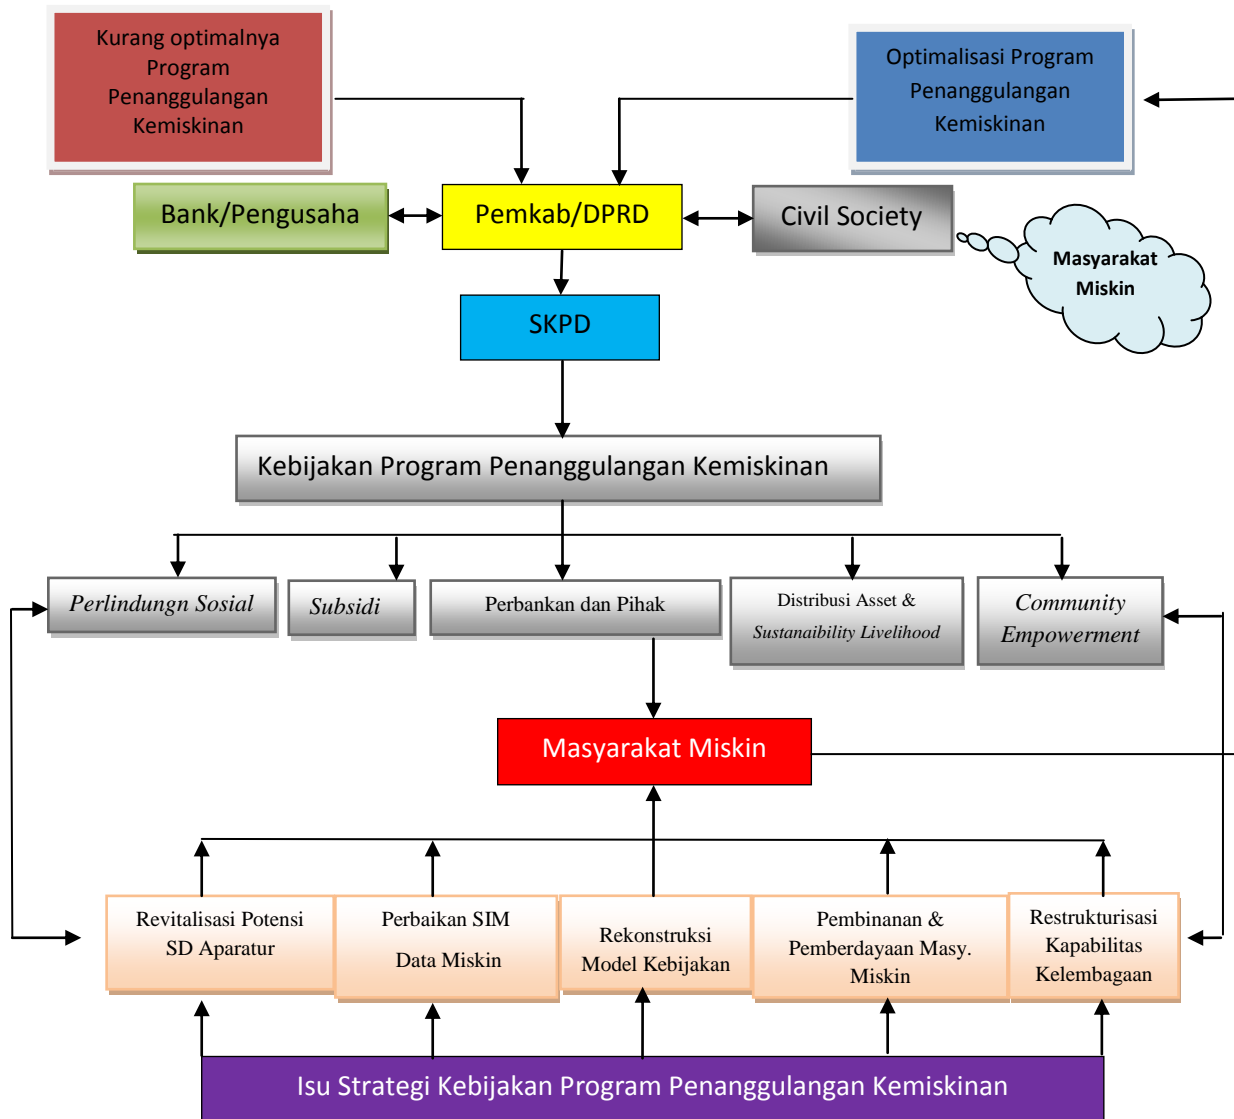 Kurang optimalnya
Program
Penanggulangan
Kemiskinan
Optimalisasi Program
Penanggulangan
Kemiskinan
Bank/Pengusaha
Pemkab/DPRD
Civil Society
Masyarakat
Miskin
SKPD
Kebijakan Program Penanggulangan Kemiskinan
Perlindungn Sosial
Subsidi
Perbankan dan Pihak
Distribusi Asset &
Sustanaibility Livelihood
Community
Empowerment
Masyarakat Miskin
Revitalisasi Potensi
SD Aparatur
Perbaikan SIM
Data Miskin
Rekonstruksi
Model Kebijakan
Pembinanan &
Pemberdayaan Masy.
Miskin
Restrukturisasi
Kapabilitas
Kelembagaan
Isu Strategi Kebijakan Program Penanggulangan Kemiskinan